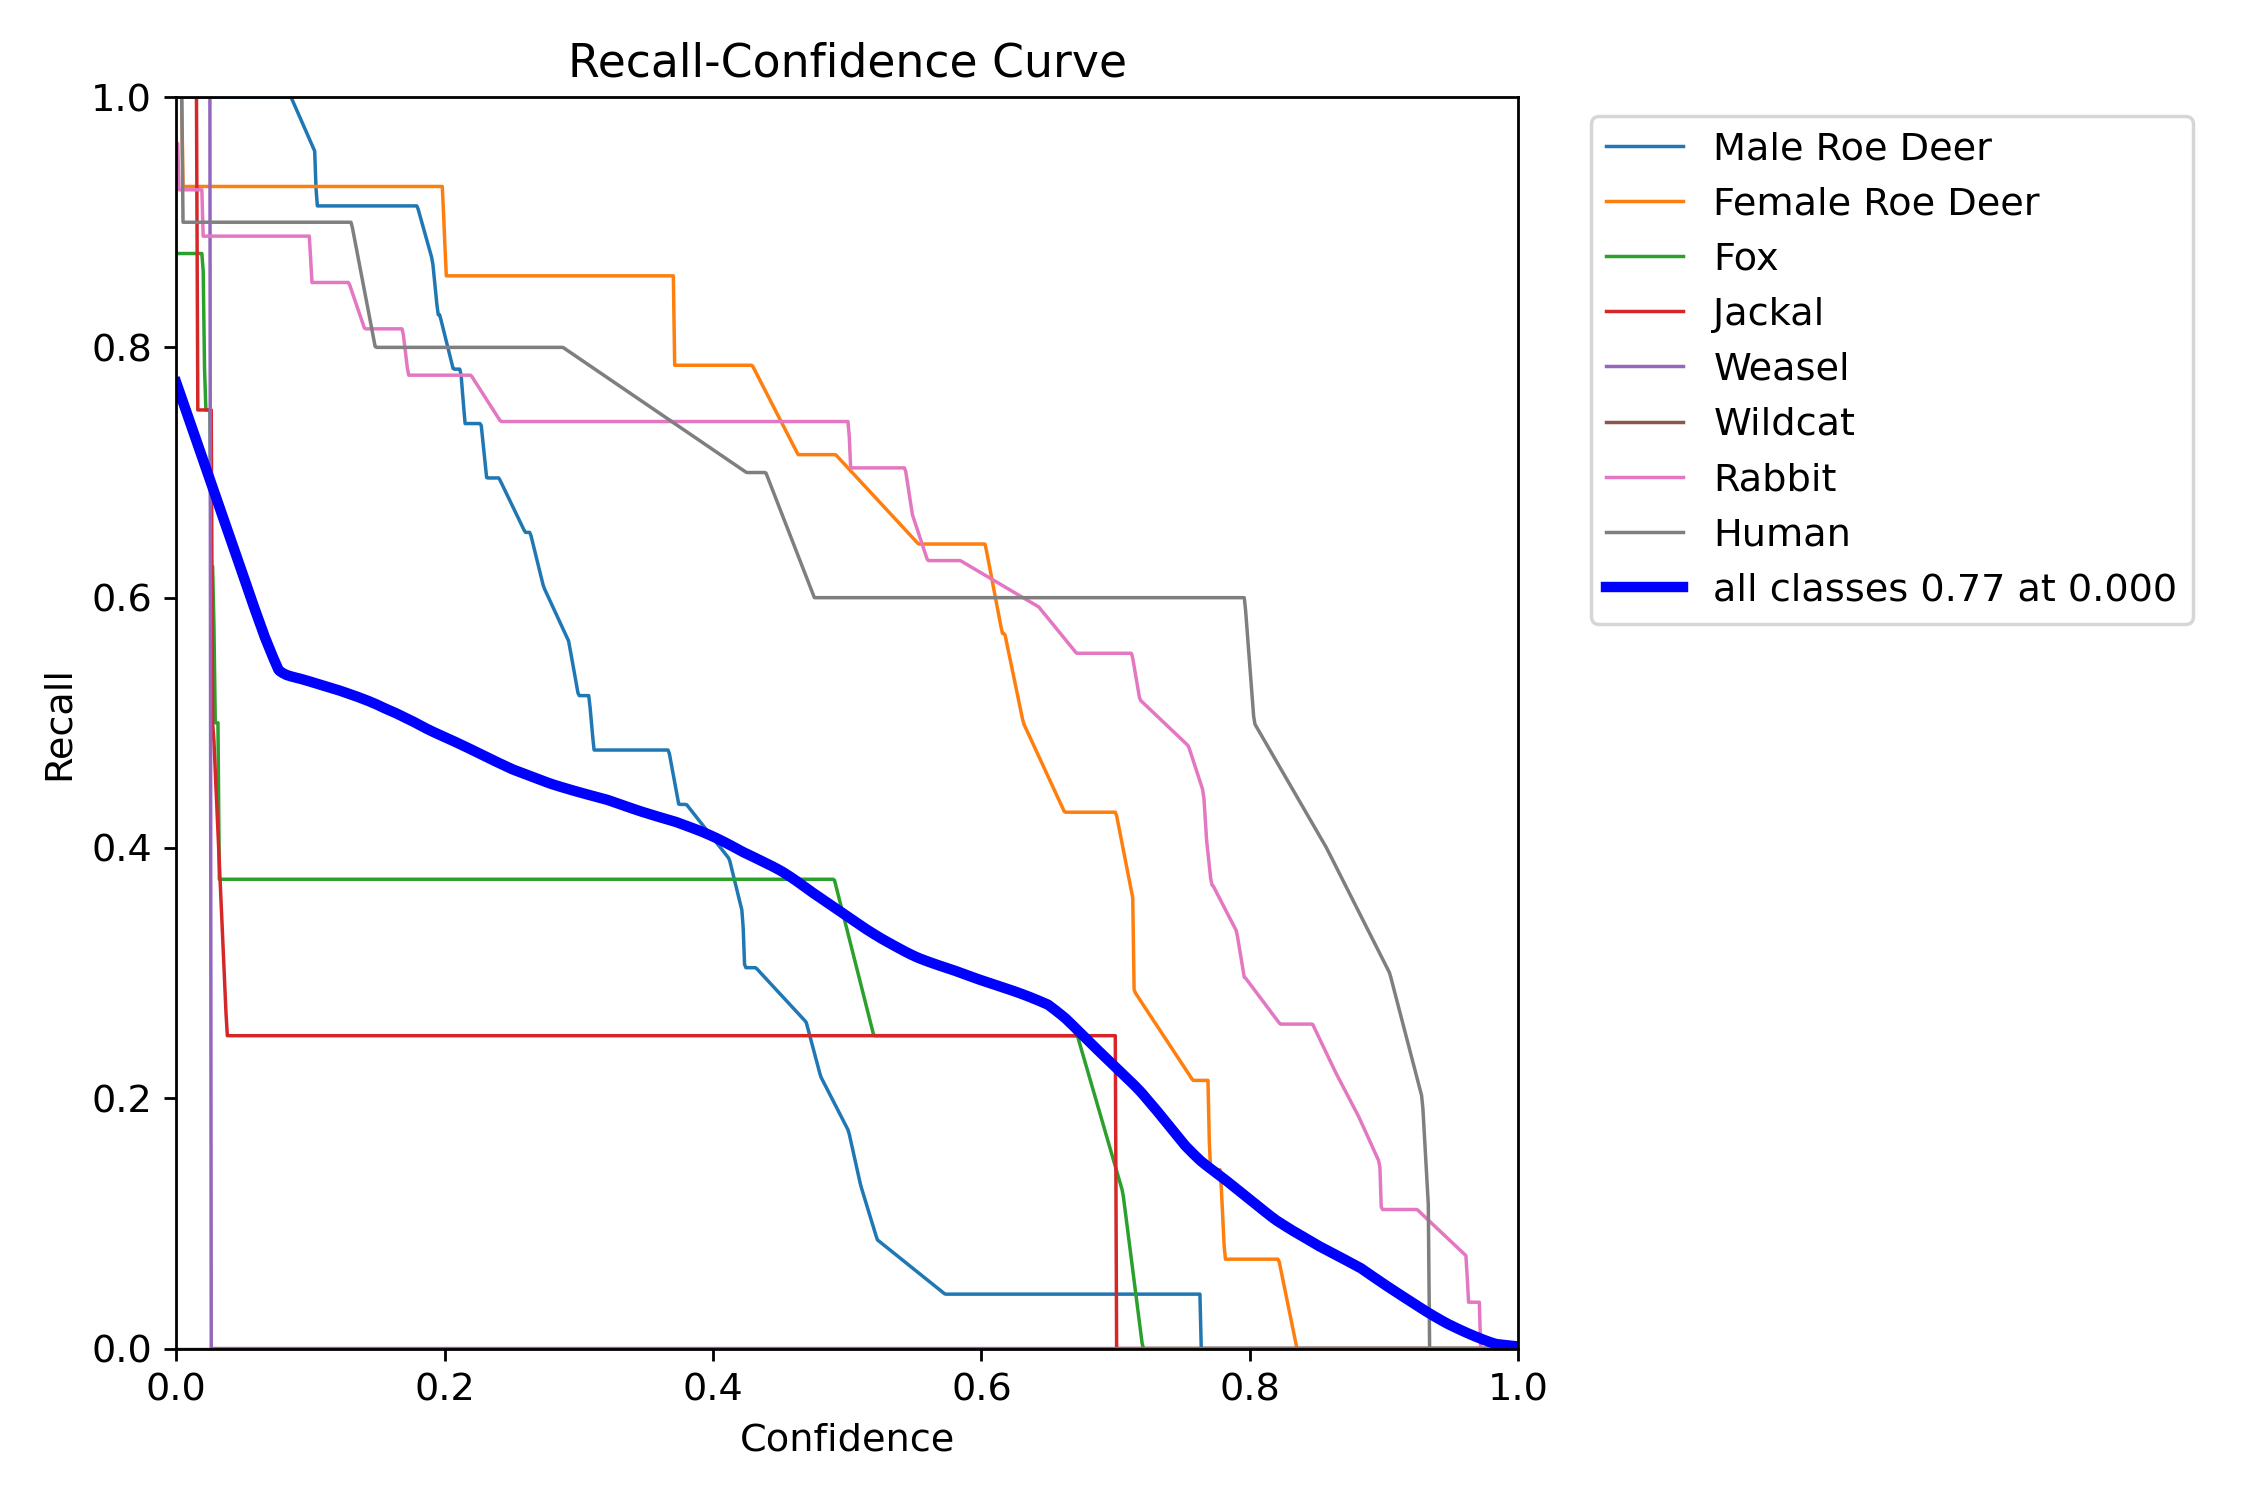 Recall-Confidence Curve
1.0
0.8
0.6
0.4
0.2
0.0
Recall
0.0 0.2 0.4 0.6 0.8 1.0
Confidence
Male Roe Deer
Female Roe Deer
Fox
Jackal
Weasel
Wildcat
Rabbit
Human
all classes 0.77 at 0.000